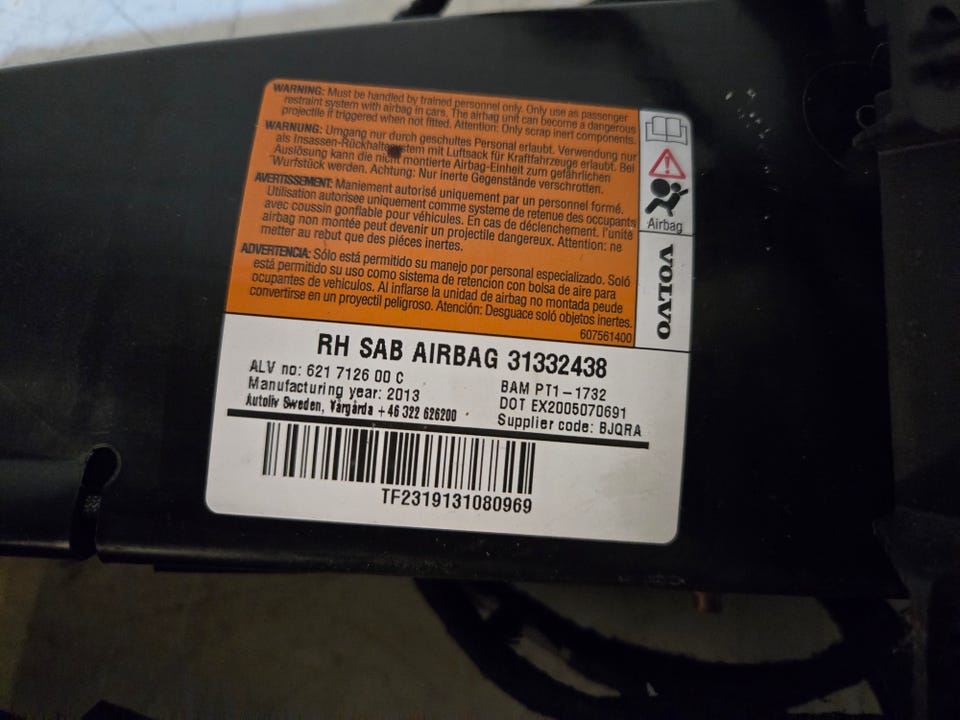 WARNING: Must be handled by trained personnel only. Only use as passenger
restraint system with airbag in cars. The airbag unit can become a dangerous
projectile if triggered when not fitted. Attention: Only scrap inert components.
WARNUNG: Umgang nur durch geschultes Personal erlaubt. Verwendung nur
als Insassen-Rückhaltesystem mit Luftsack für Kraftfahrzeuge erlaubt. Bei
Auslösung kann die nicht montierte Airbag-Einheit zum gefährlichen
Wurfstück werden. Achtung: Nur inerte Gegenstände verschrotten.
AVERTISSEMENT: Maniement autorisé uniquement par un personnel formé.
Utilisation autorisee uniquement comme systeme de retenue des occupants
avec coussin gonflable pour véhicules. En cas de déclenchement. l'unité
airbag non montée peut devenir un projectile dangereux. Attention: ne
metter au rebut que des piéces inertes.
ADVERTENCIA: Sólo está permitido su manejo por personal especializado. Soló
está permitido su uso como sistema de retencion con bolsa de aire para
ocupantes de vehiculos. Al inflarse la unidad de airbag no montada peude
convertirse en un proyectil peligroso. Atención: Desguace soló objetos inertes.
607561400
Airbag
VOLVO
RH SAB AIRBAG 31332438
ALV no: 621 7126 00 C
BAM PT1-1732
Manufacturing year: 2013
DOT EX2005070691
Autoliv Sweden, Vårgårda +46 322 626200
Supplier code: BJQRA
TF2319131080969